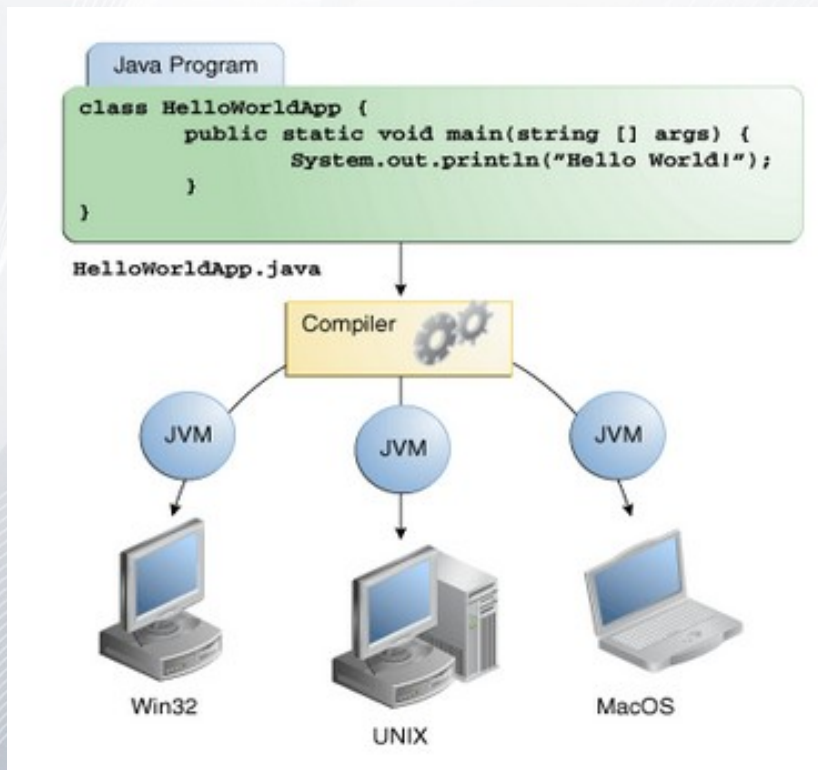 Java Program
class HelloWorldApp {
public static void main(string [] args) {
System.out.println("Hello World!");
}
}
HelloWorldApp.java
Compiler
JVM
JVM
JVM
Win32
UNIX
MacOS